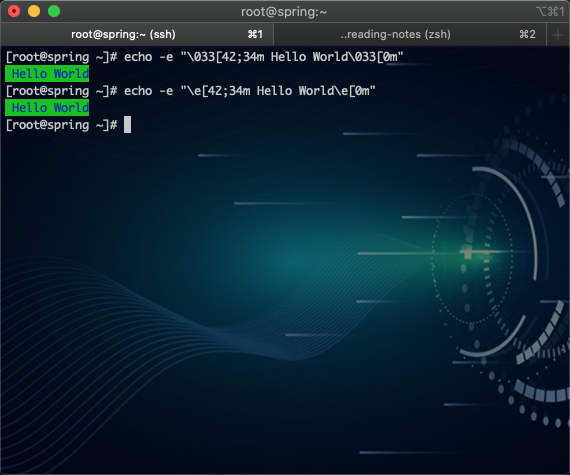 root@spring:~
⌥⌘1
root@spring:~ (ssh) ⌘1
..reading-notes (zsh) ⌘2 +
[root@spring ~]# echo -e "\033[42;34m Hello World\033[0m"
Hello World
[root@spring ~]# echo -e "\e[42;34m Hello World\e[0m"
Hello World
[root@spring ~]#